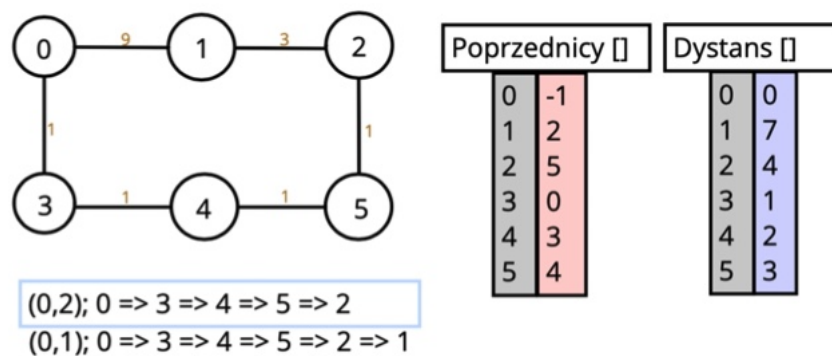 0 9 1 3 2
1 1
3 1 4 1 5
Poprzednicy []
0 -1
1 2
2 5
3 0
4 3
5 4
Dystans []
0 0
1 7
2 4
3 1
4 2
5 3
(0,2); 0 => 3 => 4 => 5 => 2
(0,1); 0 => 3 => 4 => 5 => 2 => 1